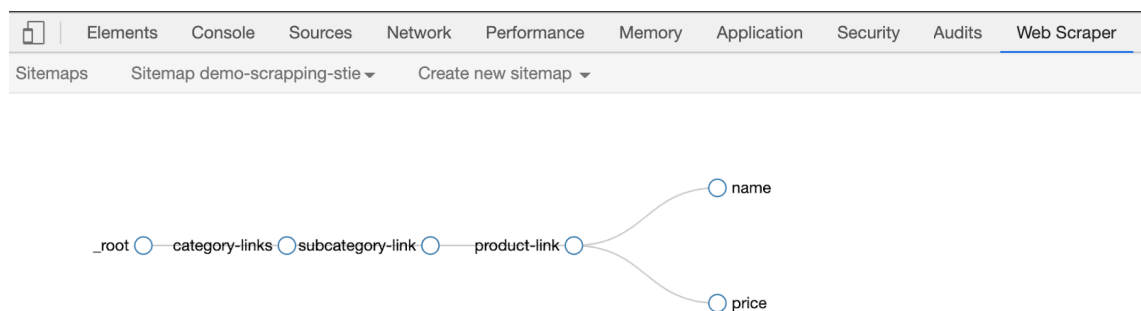 Elements Console Sources Network Performance Memory Application Security Audits Web Scraper
Sitemaps Sitemap demo-scrapping-stie Create new sitemap
name
_root category-links subcategory-link product-link
price